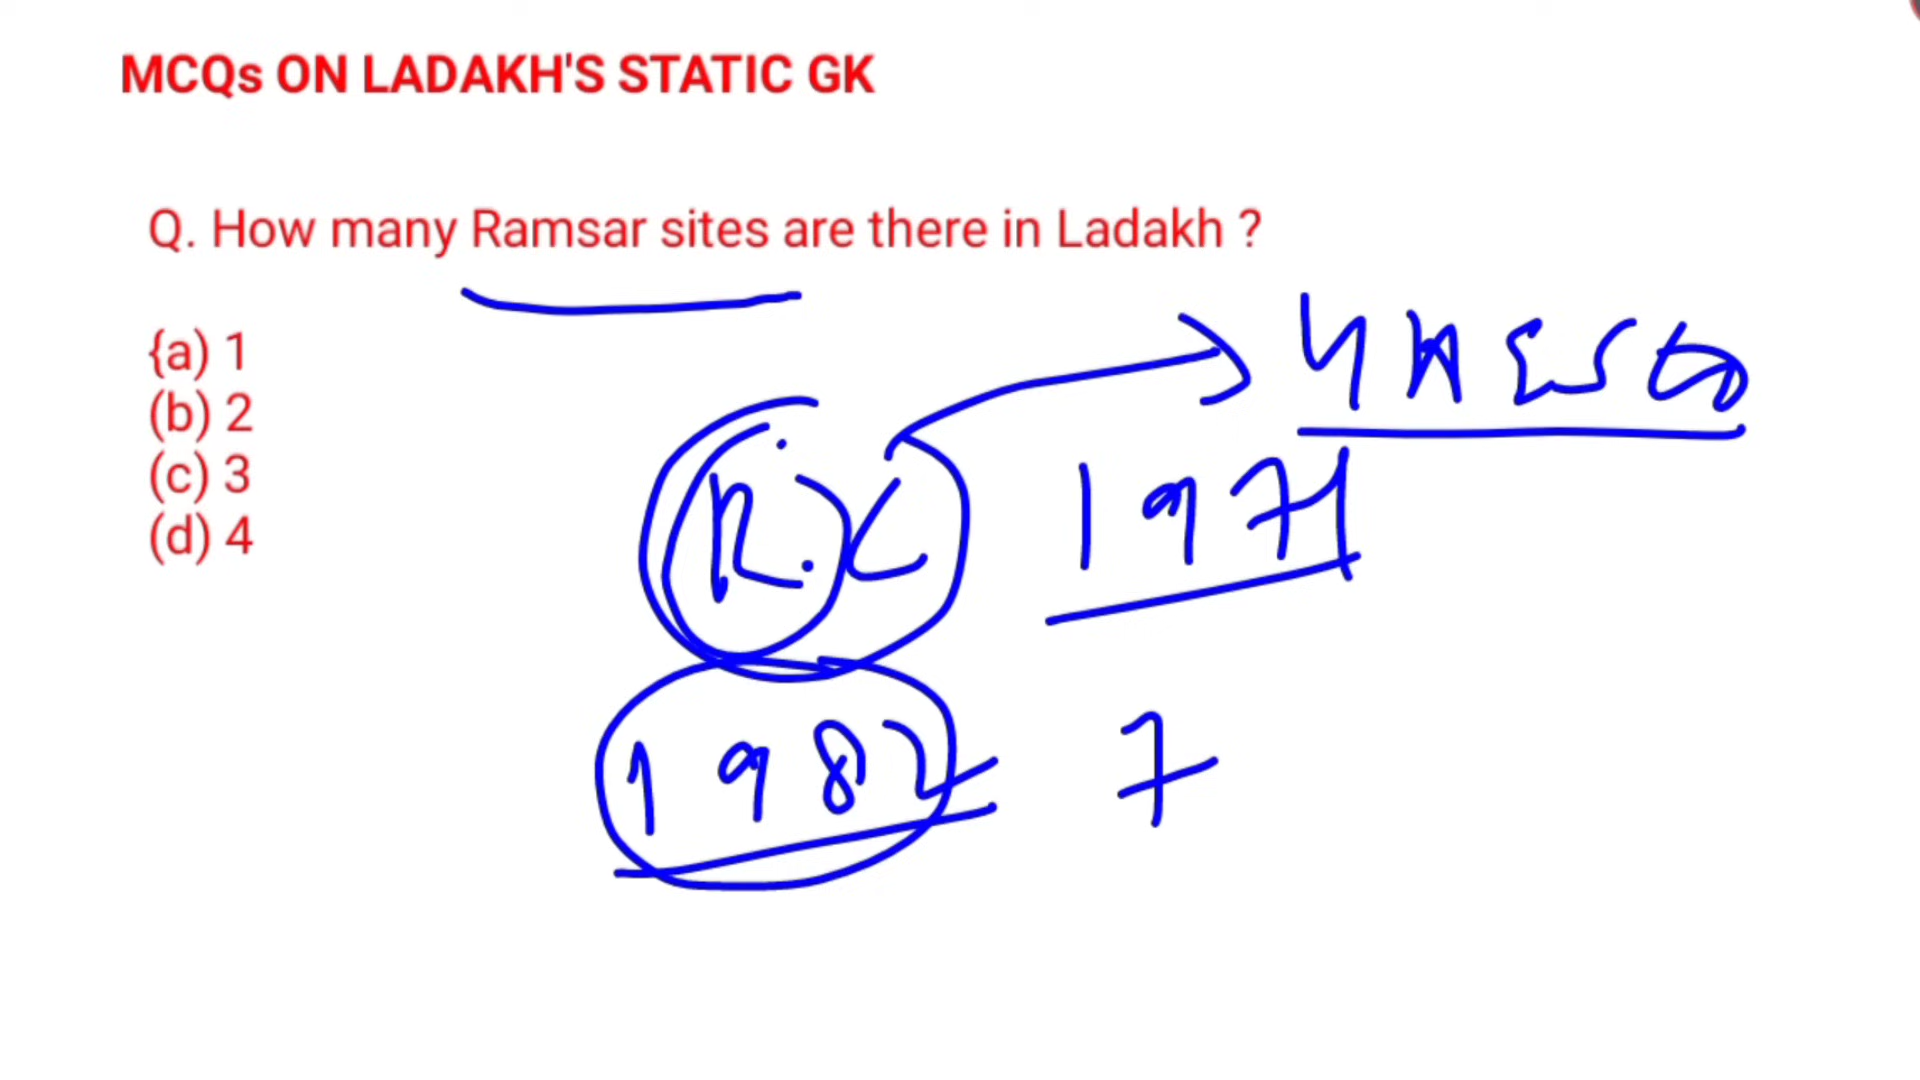 MCQs ON LADAKH'S STATIC GK
Q. How many Ramsar sites are there in Ladakh ?
{a) 1
(b) 2
(c) 3
(d) 4
UNESCO
R.C 1971
1982 7